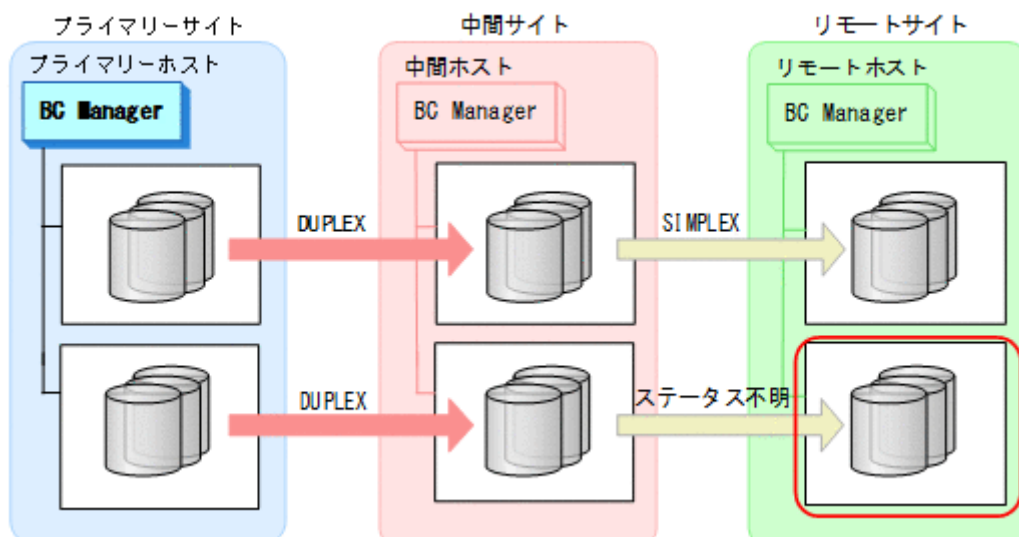 プライマリーサイト
中間サイト
リモートサイト
プライマリーホスト
中間ホスト
リモートホスト
BC Manager
BC Manager
BC Manager
DUPLEX
SIMPLEX
DUPLEX
ステータス不明